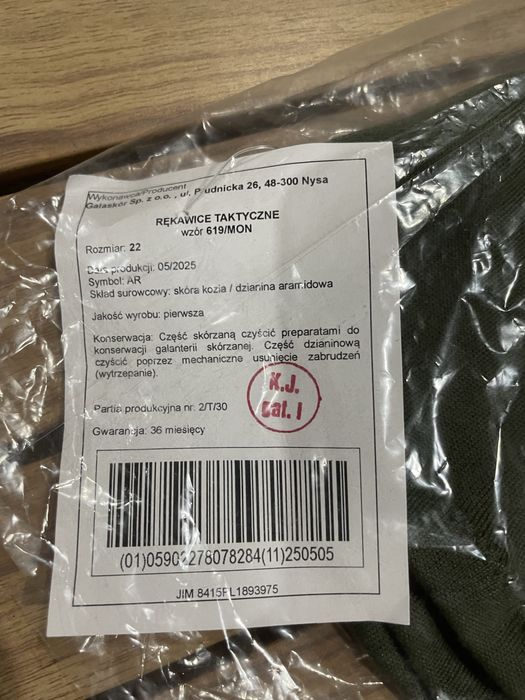 Wykonawca/Producent
Galaskór Sp. z o.o. , ul. Prudnicka 26, 48-300 Nysa
RĘKAWICE TAKTYCZNE
wzór 619/MON
Rozmiar: 22
Data produkcji: 05/2025
Symbol: AR
Skład surowcowy: skóra kozia / dzianina aramidowa
Jakość wyrobu: pierwsza
Konserwacja: Część skórzaną czyścić preparatami do
konserwacji galanterii skórzanej. Część dzianinową
czyścić poprzez mechaniczne usunięcie zabrudzeń
(wytrzepanie).
K.J.
Gat. I
Partia produkcyjna nr: 2/T/30
Gwarancja: 36 miesięcy
(01)05902278078284(11)250505
JIM 8415PL1893975